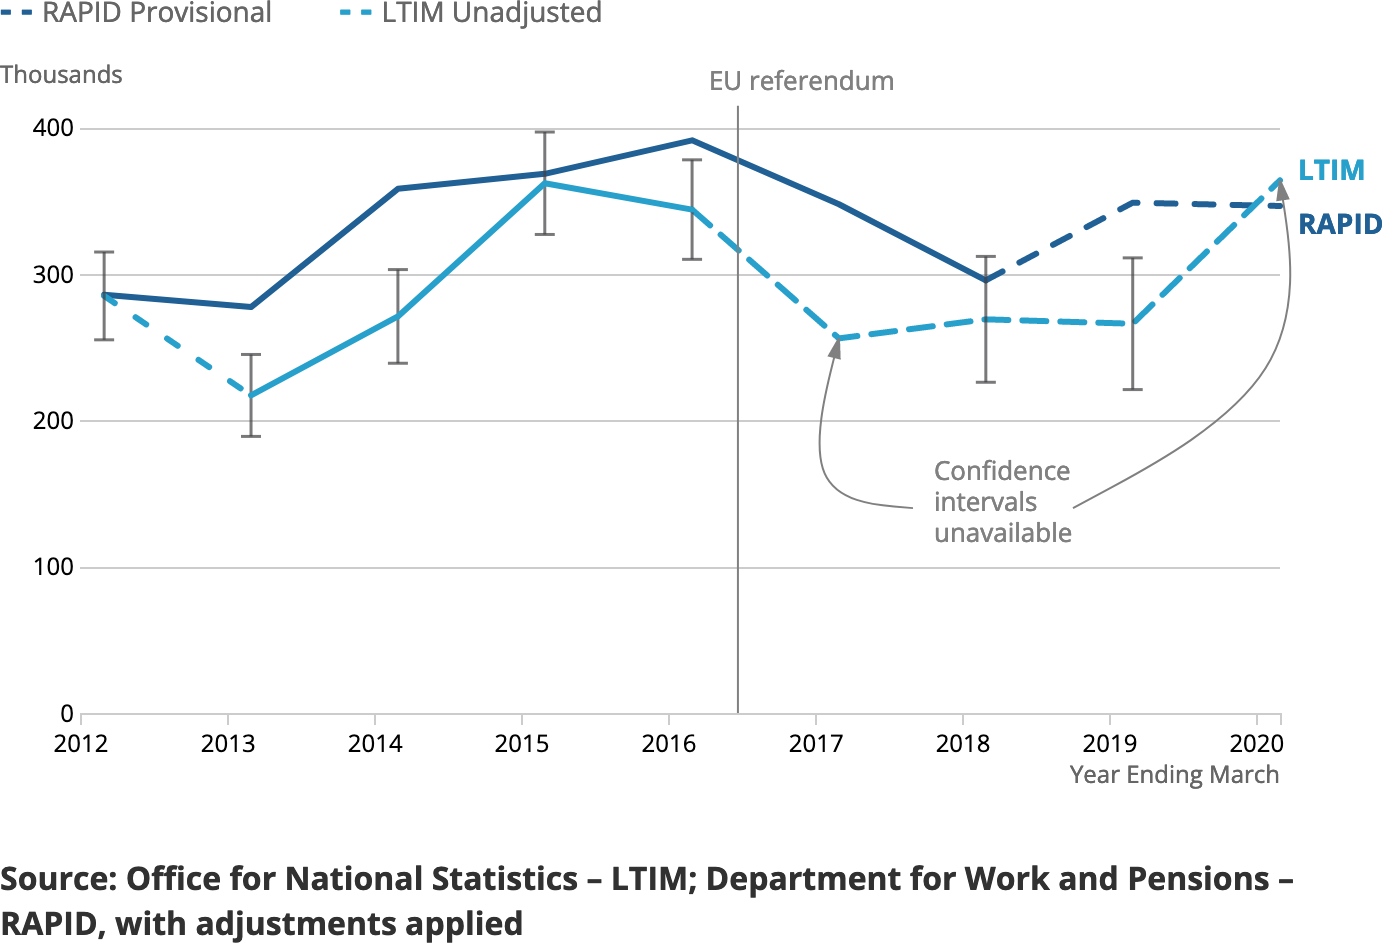 RAPID Provisional LTIM Unadjusted
Thousands
EU referendum
400
LTIM
RAPID
300
200
Confidence
intervals
unavailable
100
0
2012 2013 2014 2015 2016 2017 2018 2019 2020
Year Ending March
Source: Office for National Statistics – LTIM; Department for Work and Pensions –
RAPID, with adjustments applied